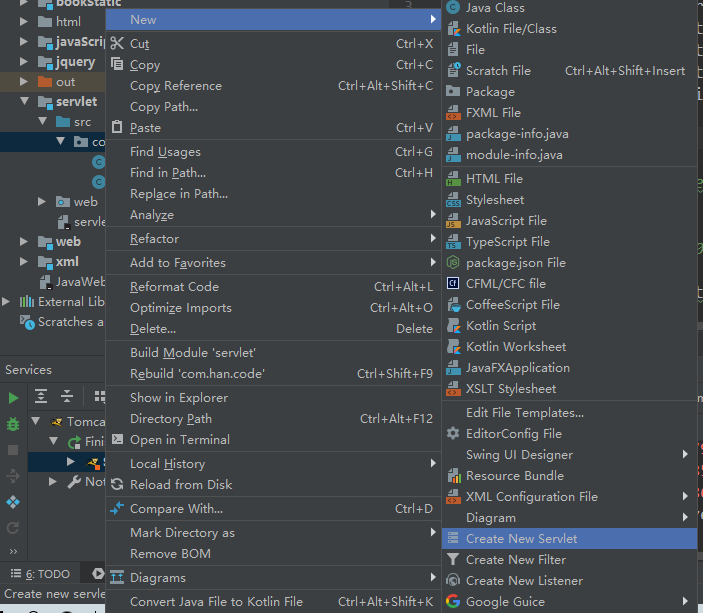 bookStatic
html
javaScrip
jquery
out
servlet
src
co
web
servle
web
xml
JavaWeb
External Lib
Scratches a
Services
Tomca
Fini
S
Not
6: TODO
Create new servle
New
Cut Ctrl+X
Copy Ctrl+C
Copy Reference Ctrl+Alt+Shift+C
Copy Path...
Paste Ctrl+V
Find Usages Ctrl+G
Find in Path... Ctrl+H
Replace in Path...
Analyze
Refactor
Add to Favorites
Reformat Code Ctrl+Alt+L
Optimize Imports Ctrl+Alt+O
Delete... Delete
Build Module 'servlet'
Rebuild 'com.han.code' Ctrl+Shift+F9
Show in Explorer
Directory Path Ctrl+Alt+F12
Open in Terminal
Local History
Reload from Disk
Compare With... Ctrl+D
Mark Directory as
Remove BOM
Diagrams
Convert Java File to Kotlin File Ctrl+Alt+Shift+K
Java Class
Kotlin File/Class
File
Scratch File Ctrl+Alt+Shift+Insert
Package
FXML File
package-info.java
module-info.java
HTML File
Stylesheet
JavaScript File
TypeScript File
package.json File
CFML/CFC file
CoffeeScript File
Kotlin Script
Kotlin Worksheet
JavaFXApplication
XSLT Stylesheet
Edit File Templates...
EditorConfig File
Swing UI Designer
Resource Bundle
XML Configuration File
Diagram
Create New Servlet
Create New Filter
Create New Listener
Google Guice